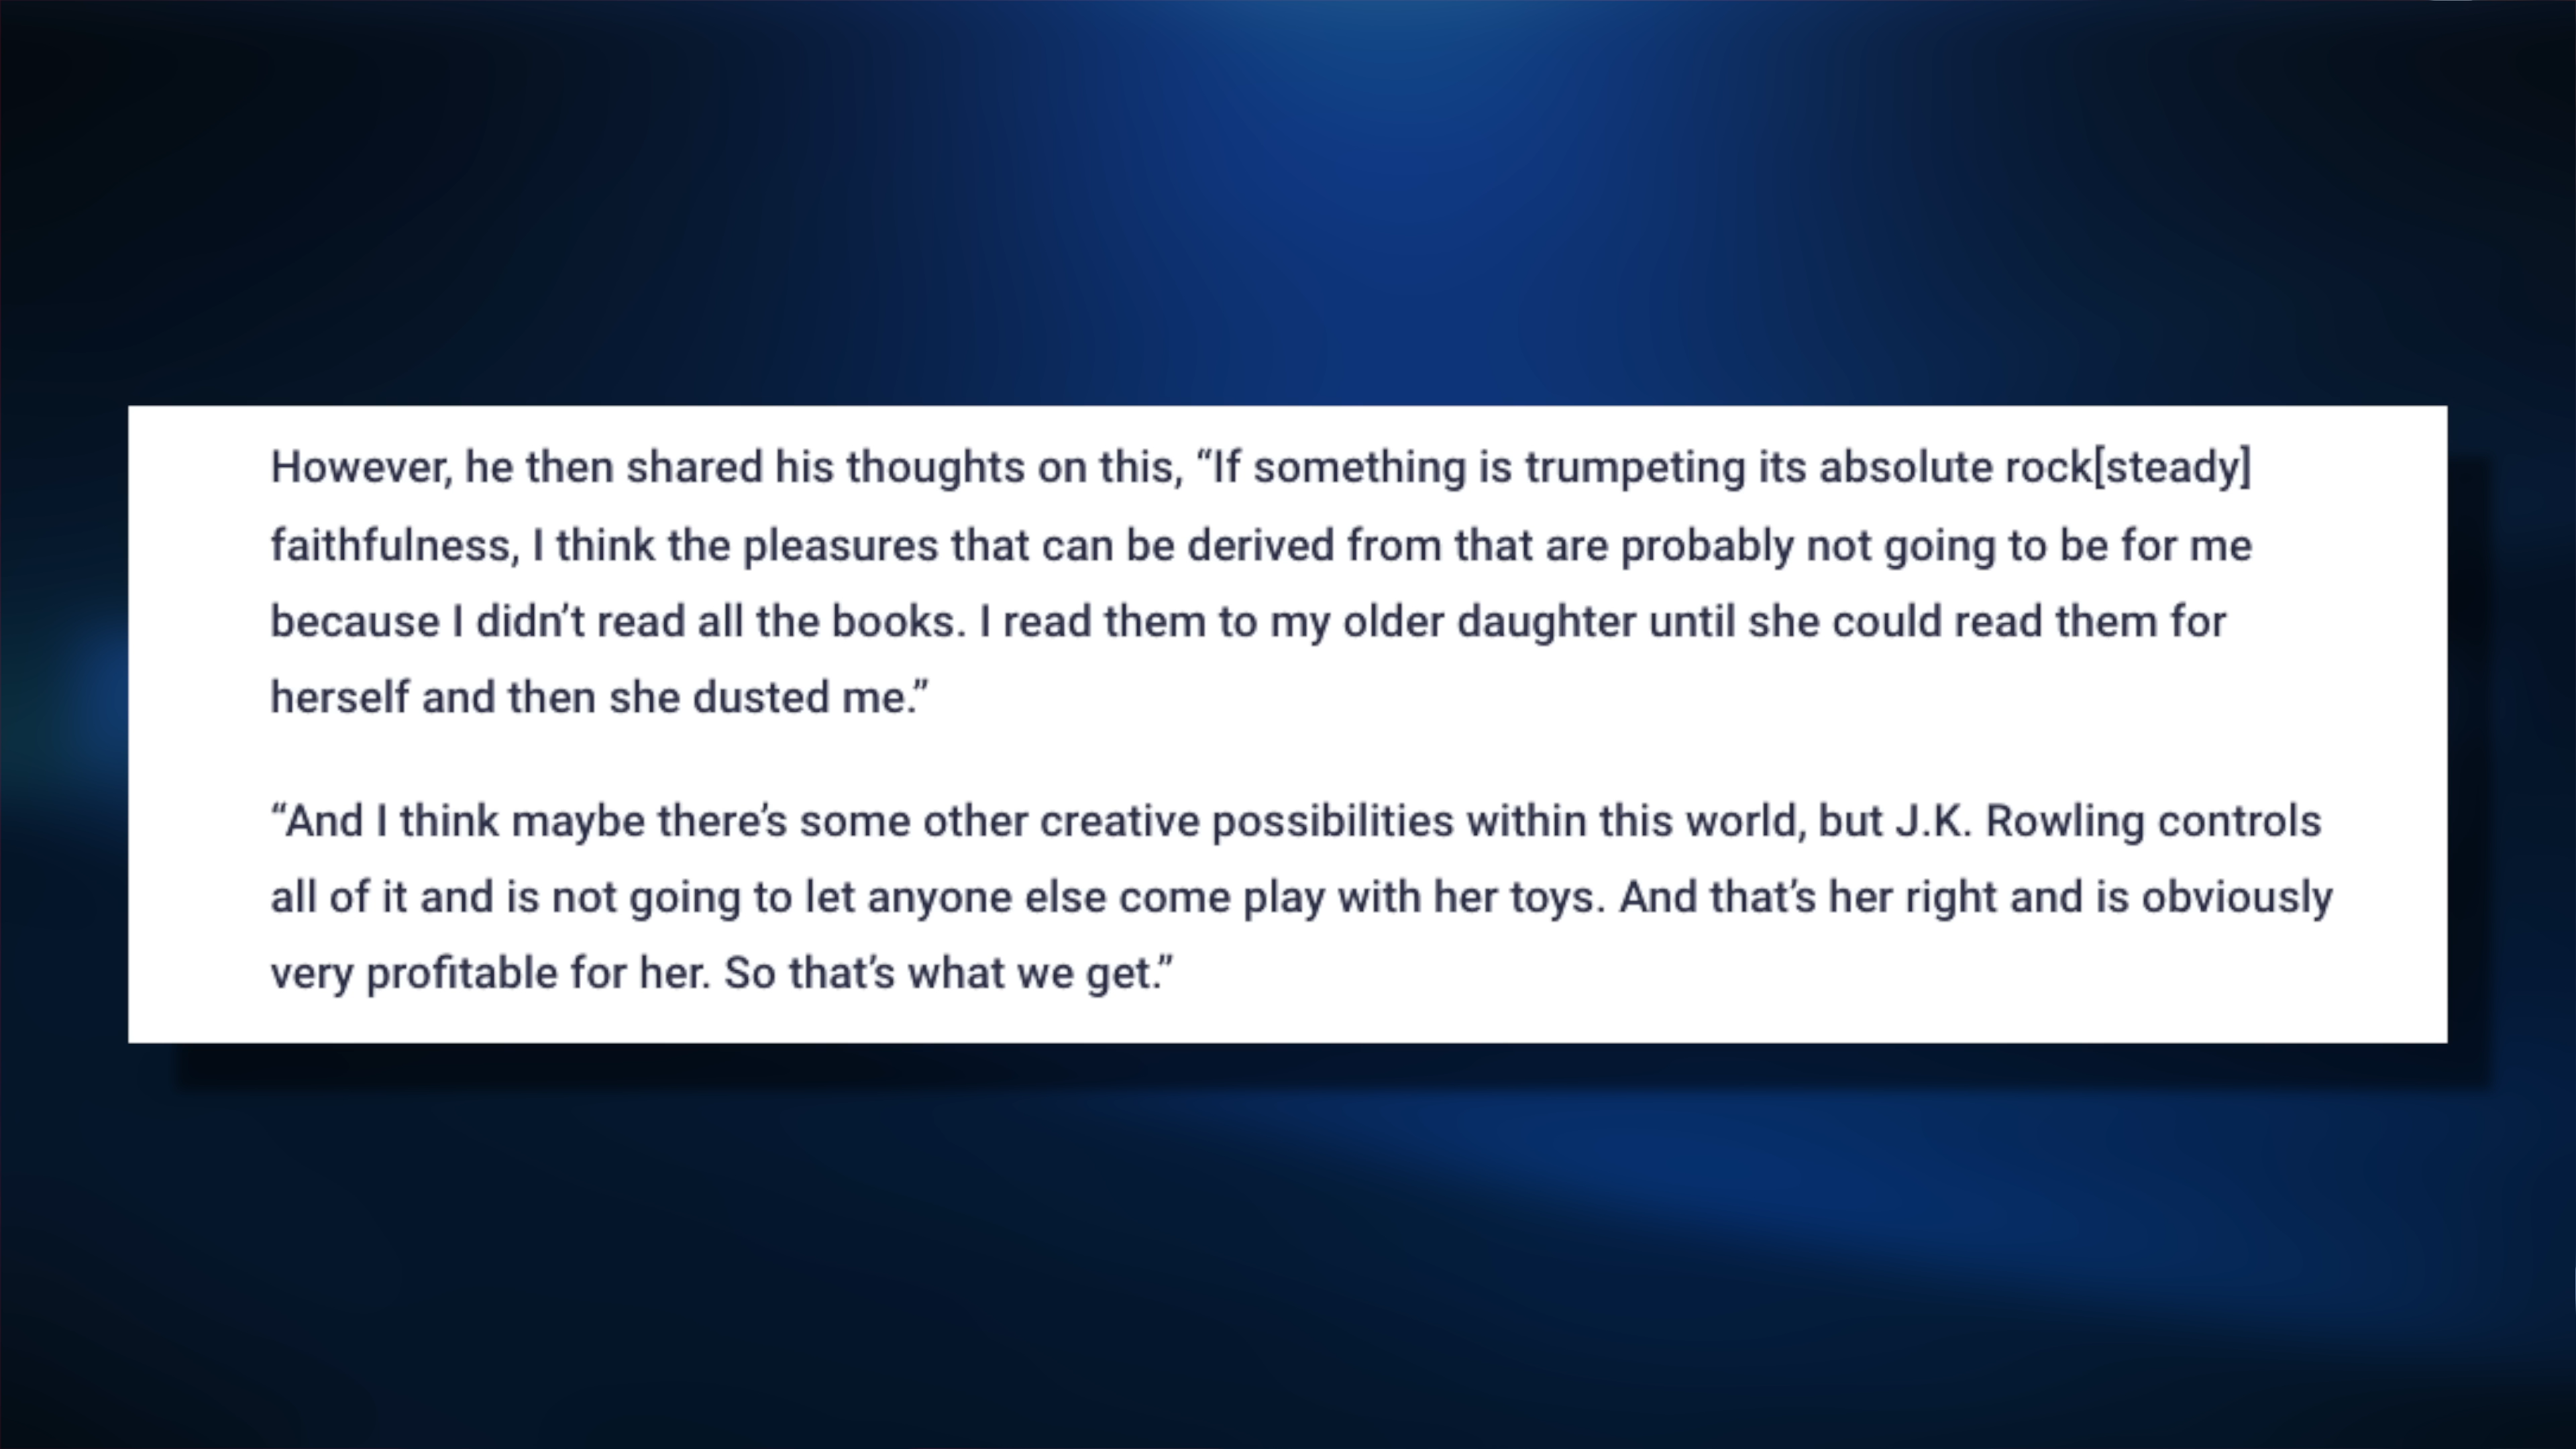 However, he then shared his thoughts on this, “If something is trumpeting its absolute rock[steady]
faithfulness, I think the pleasures that can be derived from that are probably not going to be for me
because I didn’t read all the books. I read them to my older daughter until she could read them for
herself and then she dusted me.”
“And I think maybe there’s some other creative possibilities within this world, but J.K. Rowling controls
all of it and is not going to let anyone else come play with her toys. And that’s her right and is obviously
very profitable for her. So that’s what we get.”